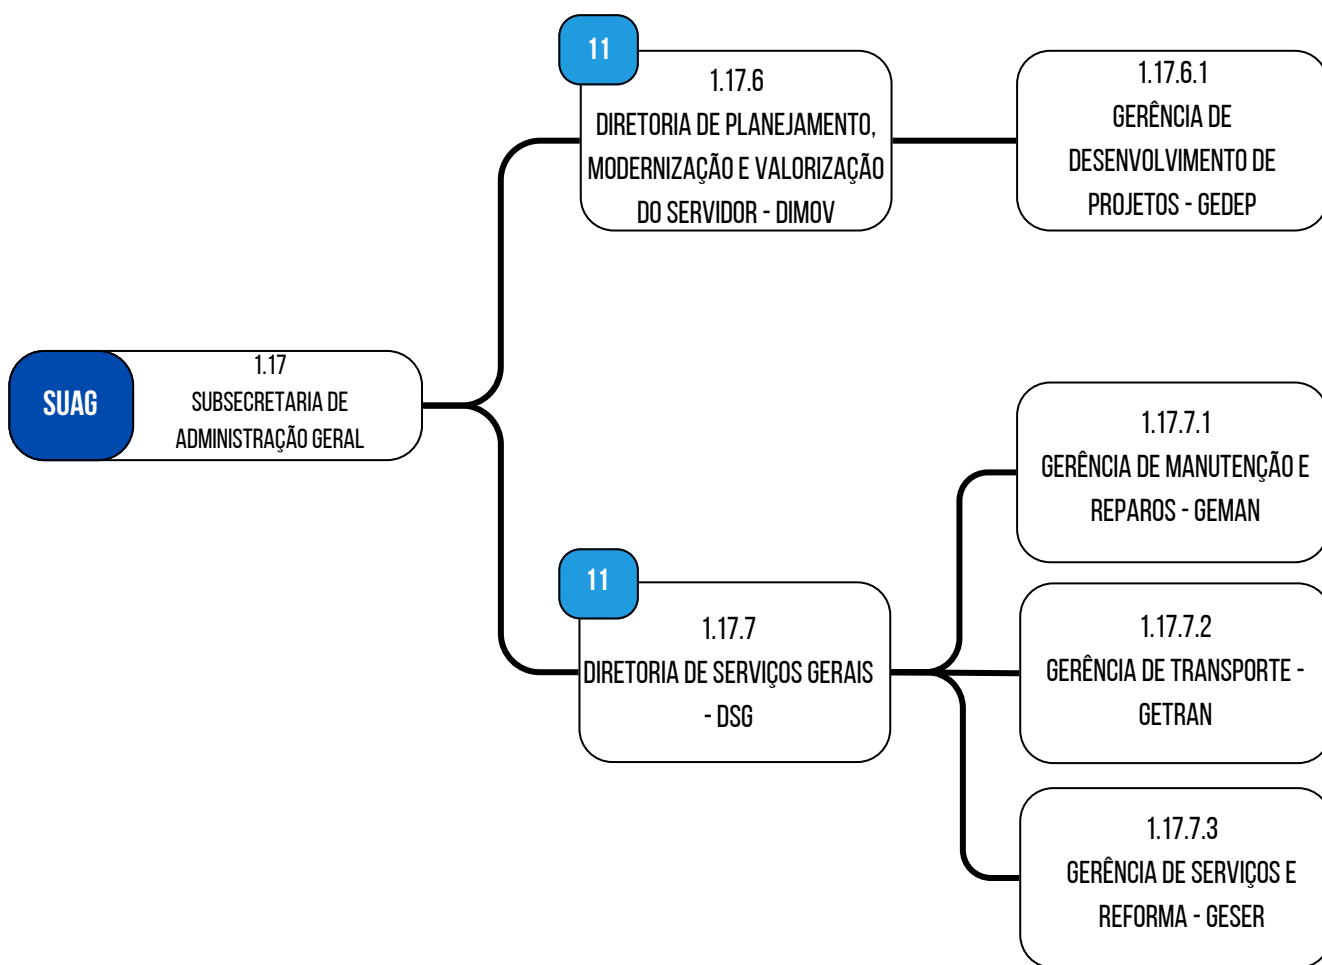 11
1.17.6
DIRETORIA DE PLANEJAMENTO,
MODERNIZAÇÃO E VALORIZAÇÃO
DO SERVIDOR - DIMOV
1.17.6.1
GERÊNCIA DE
DESENVOLVIMENTO DE
PROJETOS - GEDEP
SUAG
1.17
SUBSECRETARIA DE
ADMINISTRAÇÃO GERAL
11
1.17.7
DIRETORIA DE SERVIÇOS GERAIS
- DSG
1.17.7.1
GERÊNCIA DE MANUTENÇÃO E
REPAROS - GEMAN
1.17.7.2
GERÊNCIA DE TRANSPORTE -
GETRAN
1.17.7.3
GERÊNCIA DE SERVIÇOS E
REFORMA - GESER